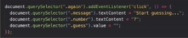 document.querySelector('.again').addEventListener('click', () => {
document.querySelector('.message').textContent = 'Start guessing...';
document.querySelector('.number').textContent = '?';
document.querySelector('.guess').value = '';